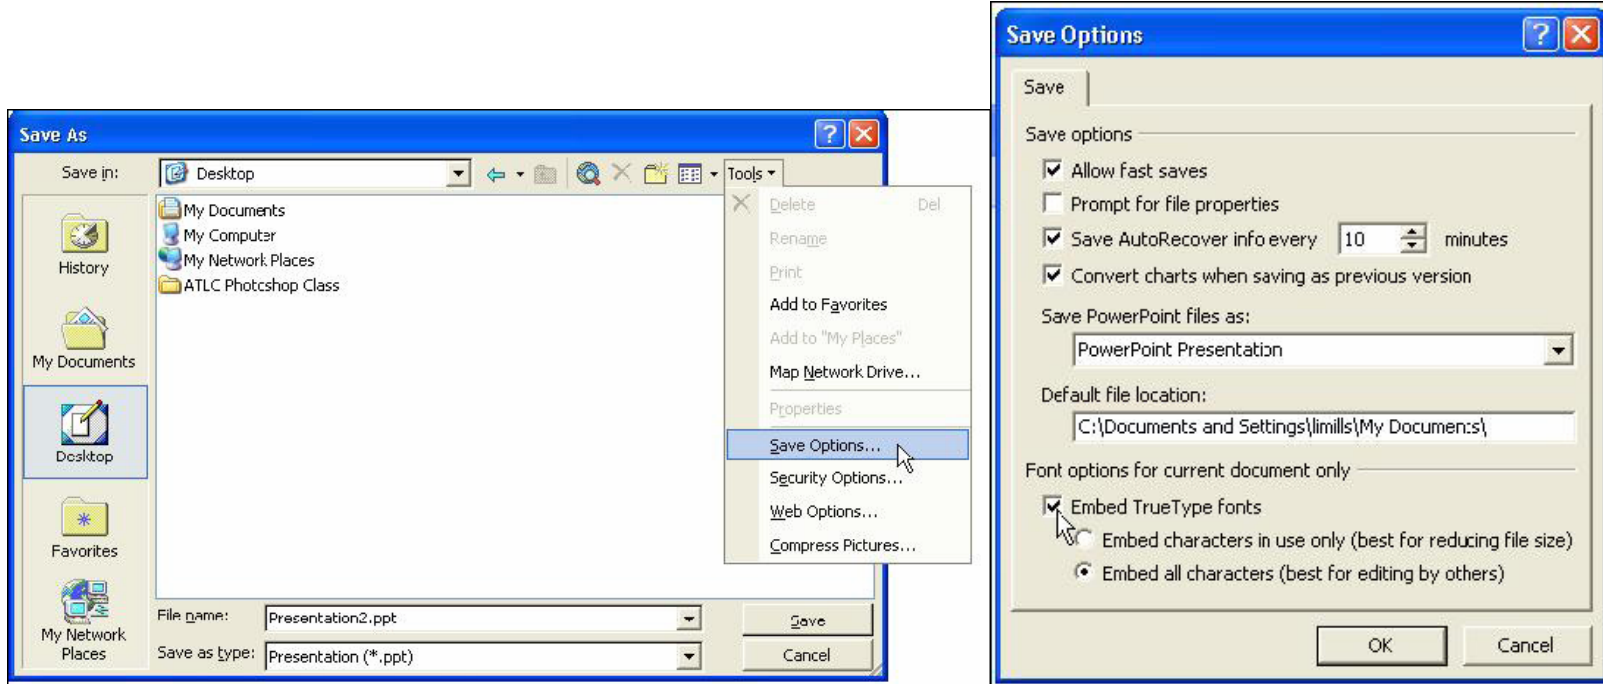 Save As
Save in:
Desktop
Tools
History
My Documents
Desktop
Favorites
My Network
Places
My Documents
My Computer
My Network Places
ATLC Photoshop Class
Delete Del
Rename
Print
Add to Favorites
Add to "My Places"
Map Network Drive...
Properties
Save Options...
Security Options...
Web Options...
Compress Pictures...
File name:
Presentation2.ppt
Save
Save as type:
Presentation (*.ppt)
Cancel
Save Options
Save
Save options
Allow fast saves
Prompt for file properties
Save AutoRecover info every 10 minutes
Convert charts when saving as previous version
Save PowerPoint files as:
PowerPoint Presentation
Default file location:
C:\Documents and Settings\limills\My Documents\
Font options for current document only
Embed TrueType fonts
Embed characters in use only (best for reducing file size)
Embed all characters (best for editing by others)
OK
Cancel